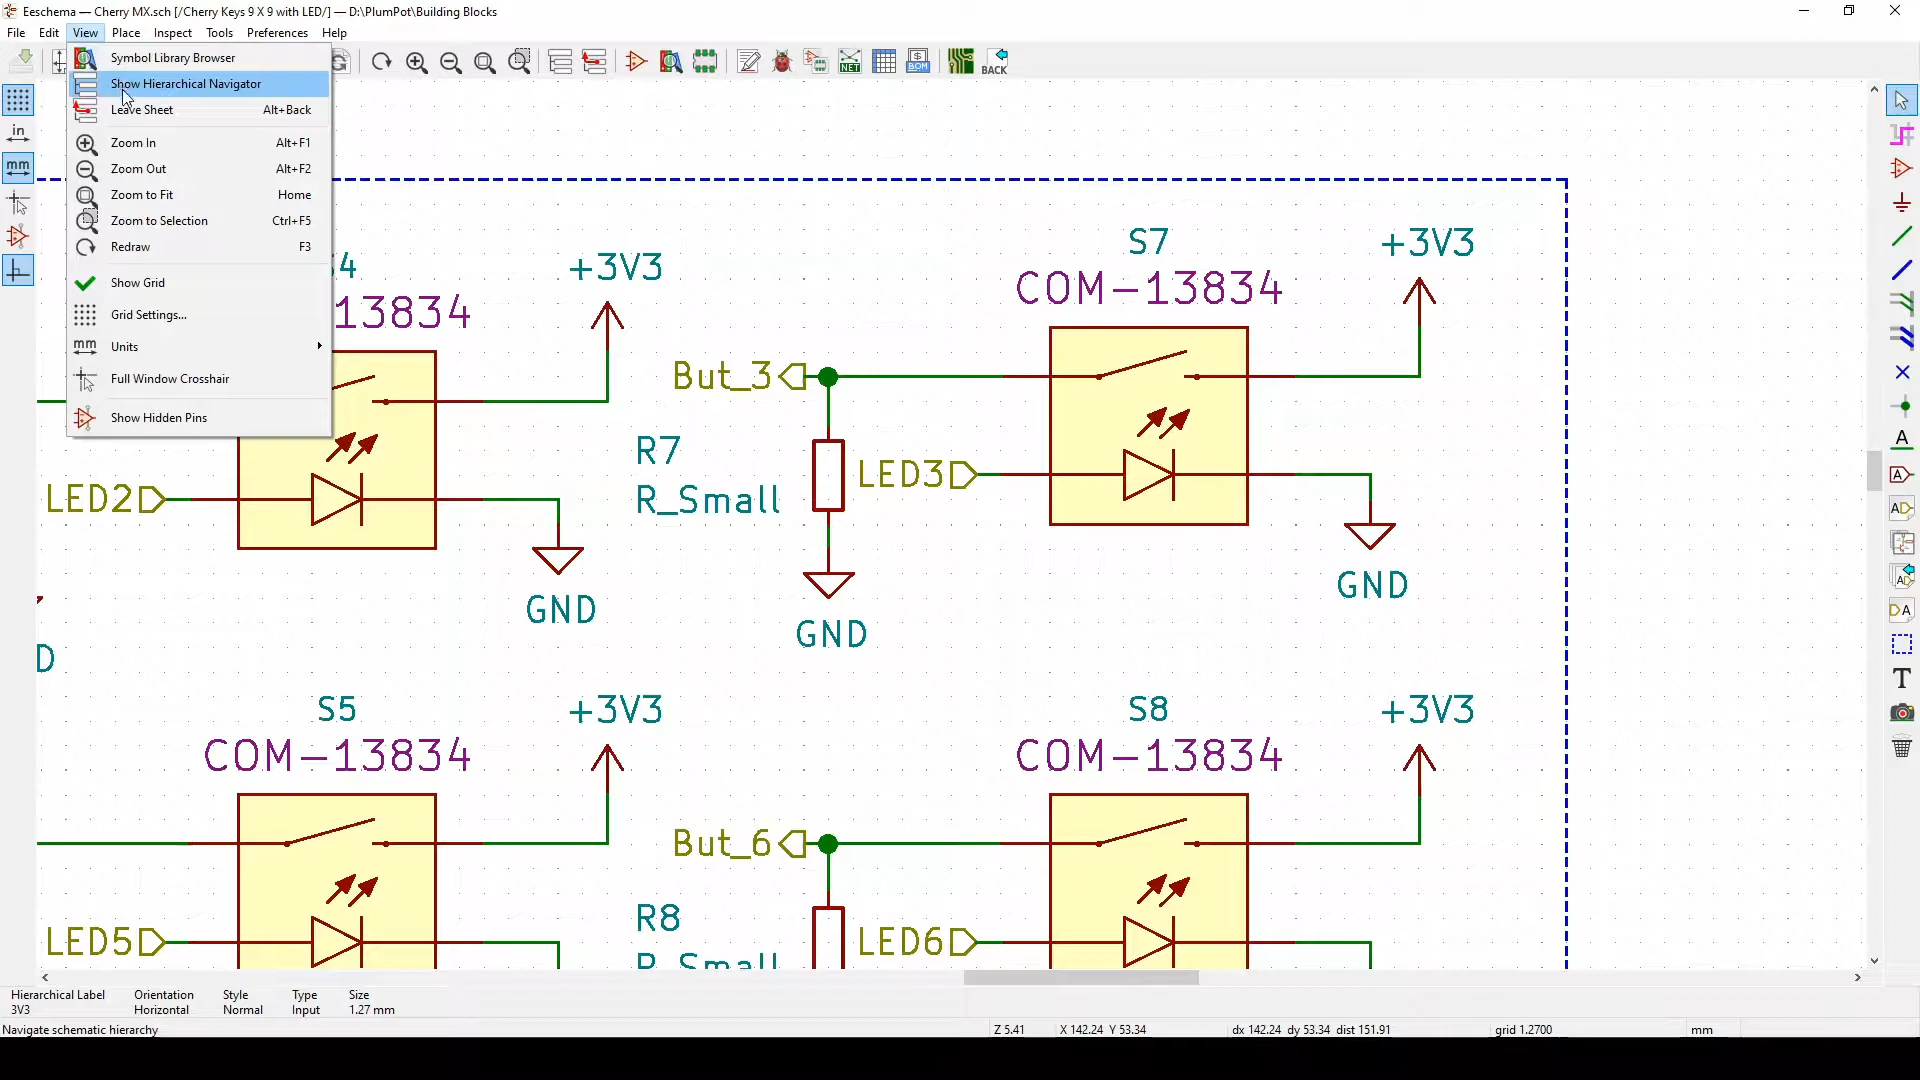 Eeschema — Cherry MX.sch [/Cherry Keys 9 X 9 with LED/] — D:\PlumPot\Building Blocks
File Edit View Place Inspect Tools Preferences Help
NET
BOM
BACK
Symbol Library Browser
Show Hierarchical Navigator
Leave Sheet Alt+Back
Zoom In Alt+F1
Zoom Out Alt+F2
Zoom to Fit Home
Zoom to Selection Ctrl+F5
Redraw F3
Show Grid
Grid Settings...
mm Units
Full Window Crosshair
Show Hidden Pins
in
mm
4
13834
+3V3
S7
COM-13834
+3V3
But_3
R7
R_Small
LED3
LED2
GND
GND
GND
D
S5
COM-13834
+3V3
S8
COM-13834
+3V3
But_6
R8
R_Small
LED5
LED6
A
A
A
A
A
T
Hierarchical Label Orientation Style Type Size
3V3 Horizontal Normal Input 1.27 mm
Navigate schematic hierarchy
Z 5.41 X 142.24 Y 53.34 dx 142.24 dy 53.34 dist 151.91 grid 1.2700 mm